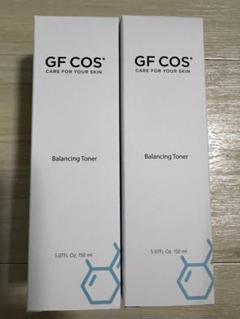 GF COS®
CARE FOR YOUR SKIN
Balancing Toner
5.07Fl, Oz, 150 ml
GF COS®
CARE FOR YOUR SKIN
Balancing Toner
5.07Fl, Oz, 150 ml